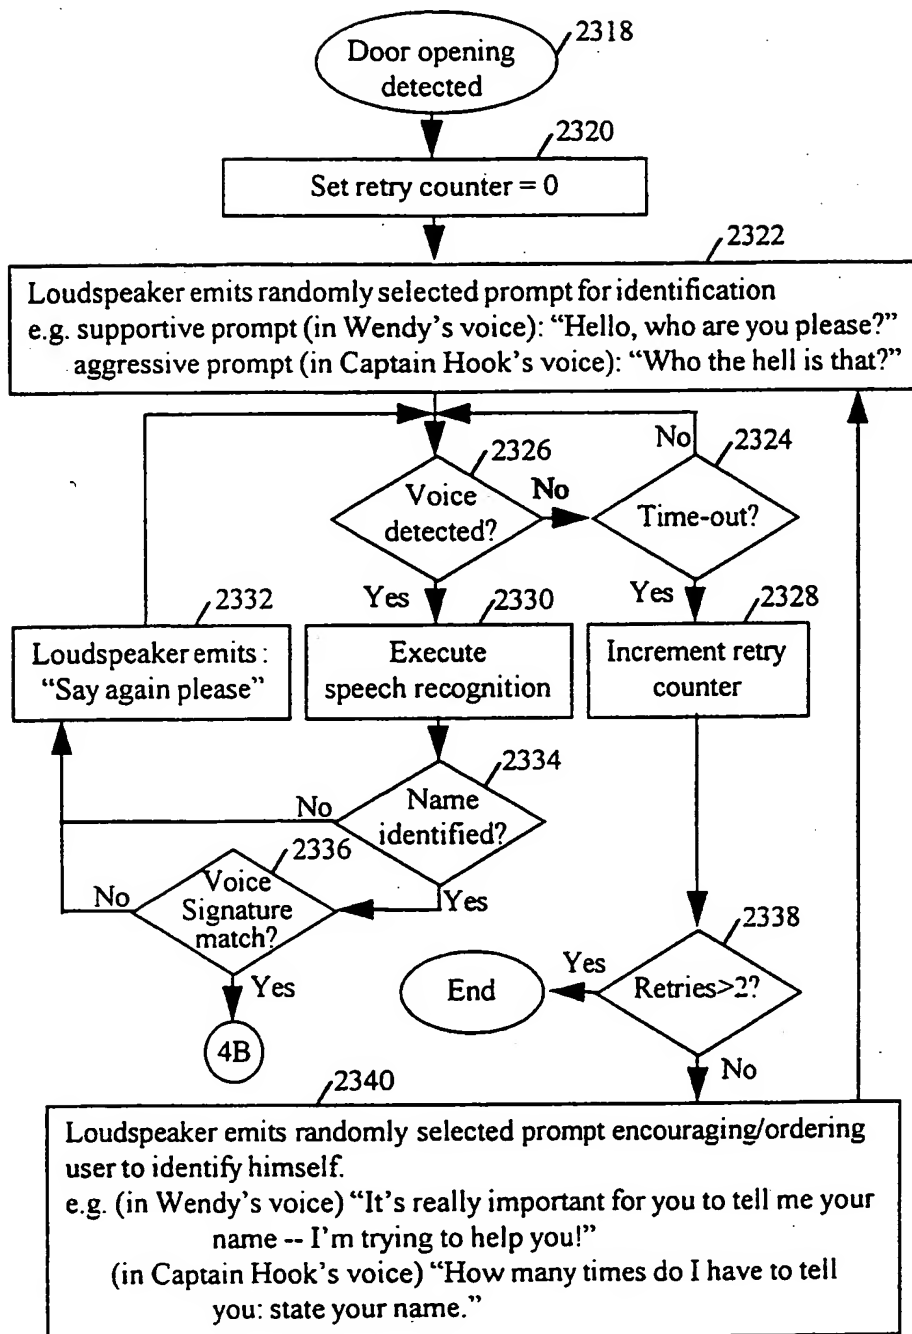 Door opening
detected
2318
2320
Set retry counter = 0
2322
Loudspeaker emits randomly selected prompt for identification
e.g. supportive prompt (in Wendy's voice): “Hello, who are you please?”
aggressive prompt (in Captain Hook's voice): “Who the hell is that?”
2326
Voice
detected?
No
No
2324
Time-out?
Yes
Yes
2332
Loudspeaker emits :
“Say again please”
2330
Execute
speech recognition
2328
Increment retry
counter
2334
Name
identified?
No
Yes
2336
Voice
Signature
match?
No
Yes
4B
2338
Retries>2?
Yes
End
No
2340
Loudspeaker emits randomly selected prompt encouraging/ordering
user to identify himself.
e.g. (in Wendy's voice) “It's really important for you to tell me your
name -- I'm trying to help you!”
(in Captain Hook's voice) “How many times do I have to tell
you: state your name.”